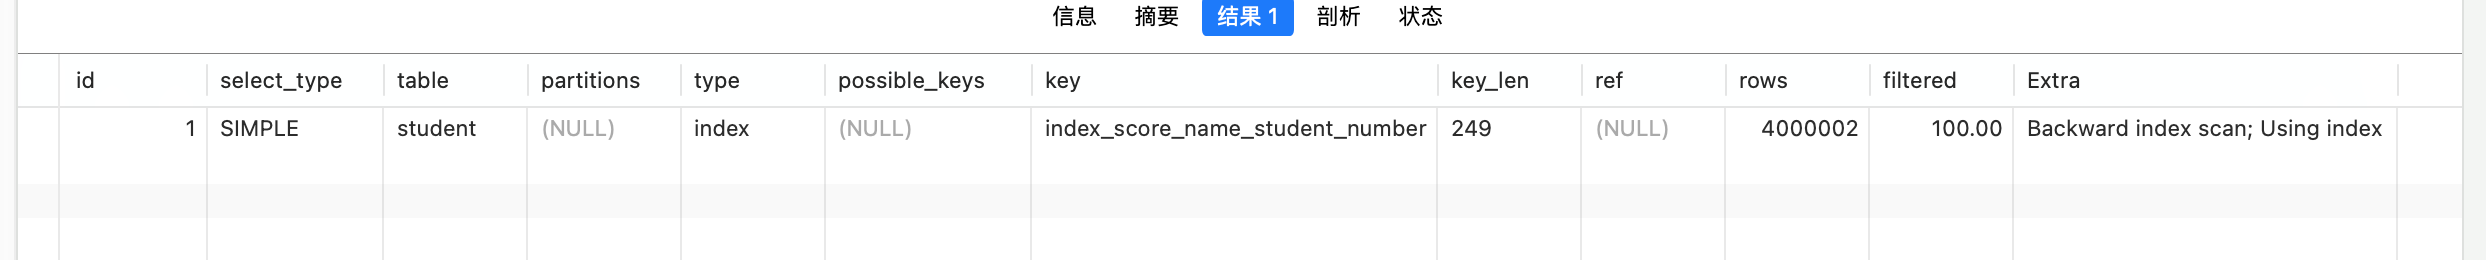 信息 摘要 结果 1 剖析 状态
id select_type table partitions type possible_keys key key_len ref rows filtered Extra
1 SIMPLE student (NULL) index (NULL) index_score_name_student_number 249 (NULL) 4000002 100.00 Backward index scan; Using index